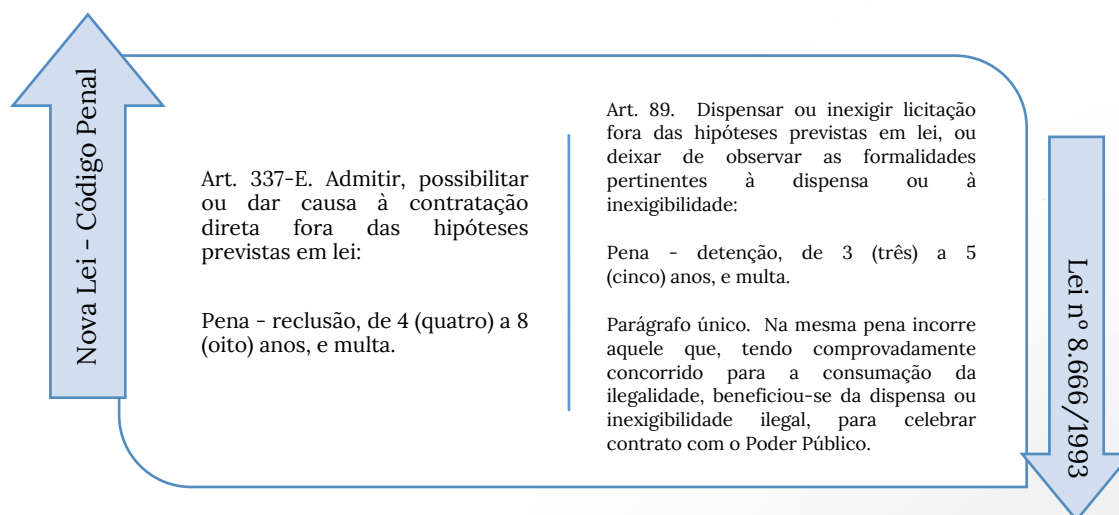 Nova Lei - Código Penal
Art. 337-E. Admitir, possibilitar
ou dar causa à contratação
direta fora das hipóteses
previstas em lei:
Pena - reclusão, de 4 (quatro) a 8
(oito) anos, e multa.
Art. 89. Dispensar ou inexigir licitação
fora das hipóteses previstas em lei, ou
deixar de observar as formalidades
pertinentes à dispensa ou à
inexigibilidade:
Pena - detenção, de 3 (três) a 5
(cinco) anos, e multa.
Parágrafo único. Na mesma pena incorre
aquele que, tendo comprovadamente
concorrido para a consumação da
ilegalidade, beneficiou-se da dispensa ou
inexigibilidade ilegal, para celebrar
contrato com o Poder Público.
Lei nº 8.666/1993